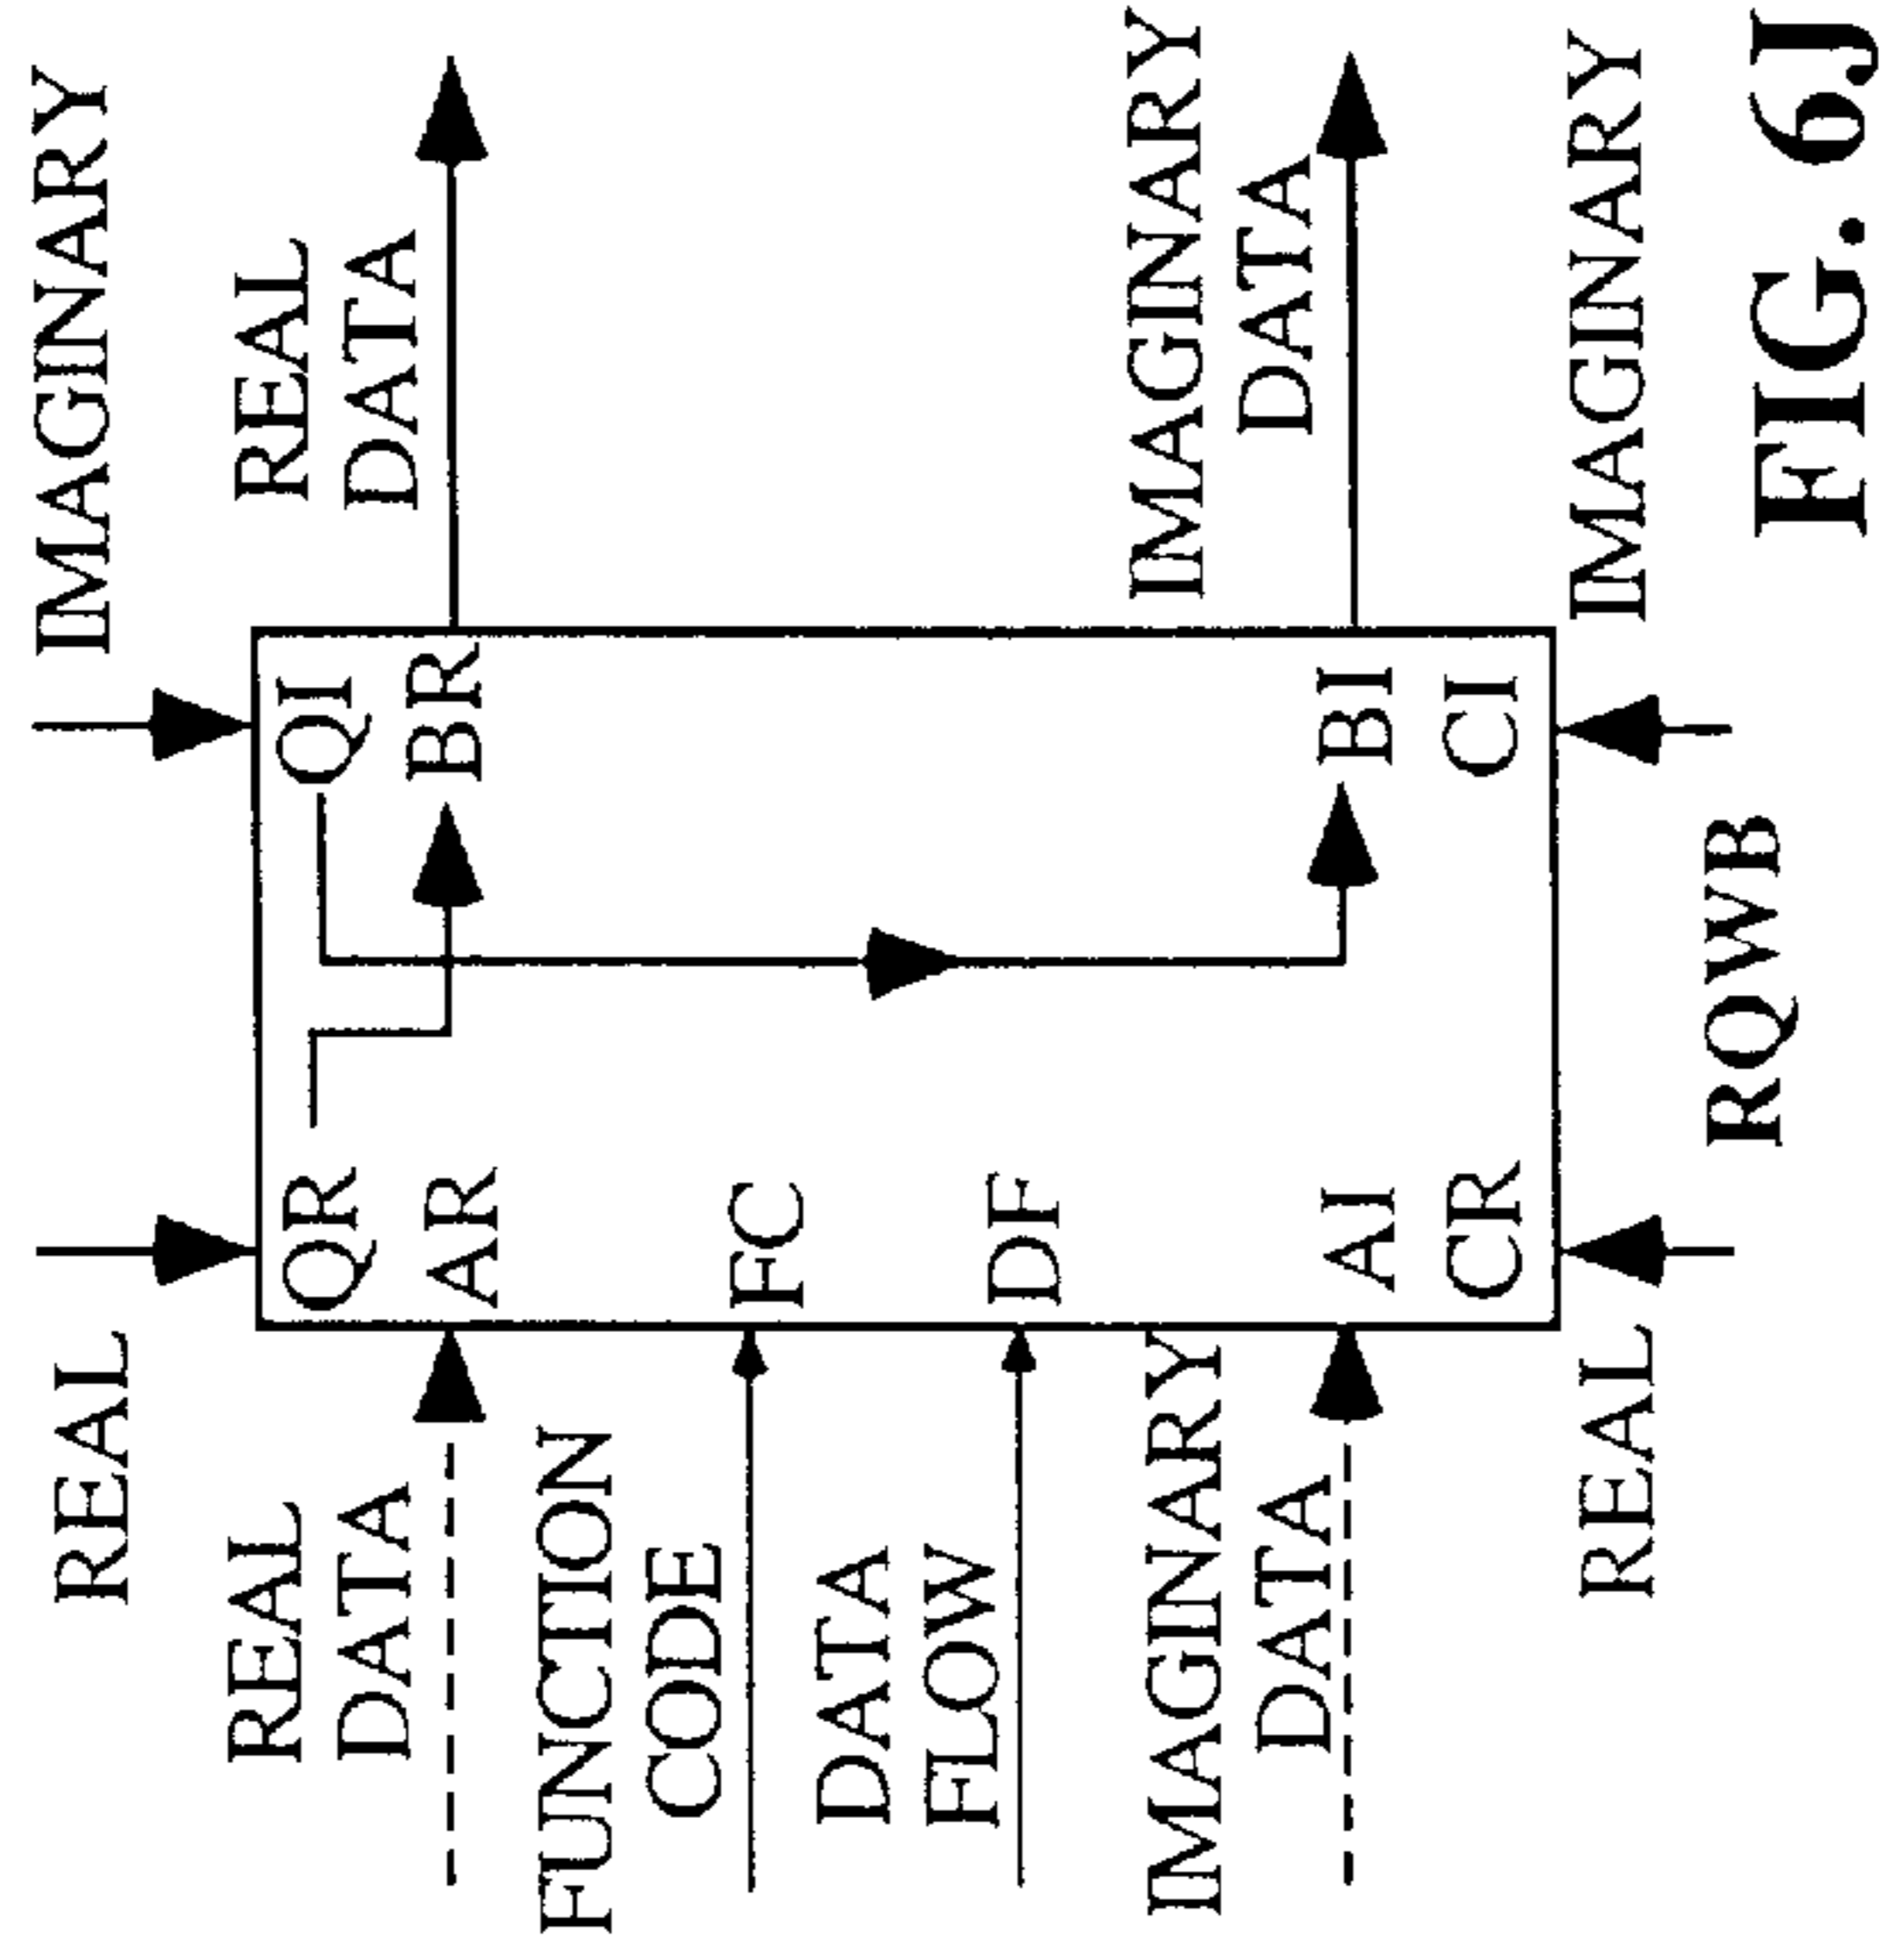 REAL IMAGINARY
REAL
DATA
QR QI
REAL
DATA
AR BR
FUNCTION
CODE
FC
DATA
FLOW
DF
IMAGINARY
DATA
AI BI
IMAGINARY
DATA
CR CI
REAL IMAGINARY
RQWB
FIG. 6J